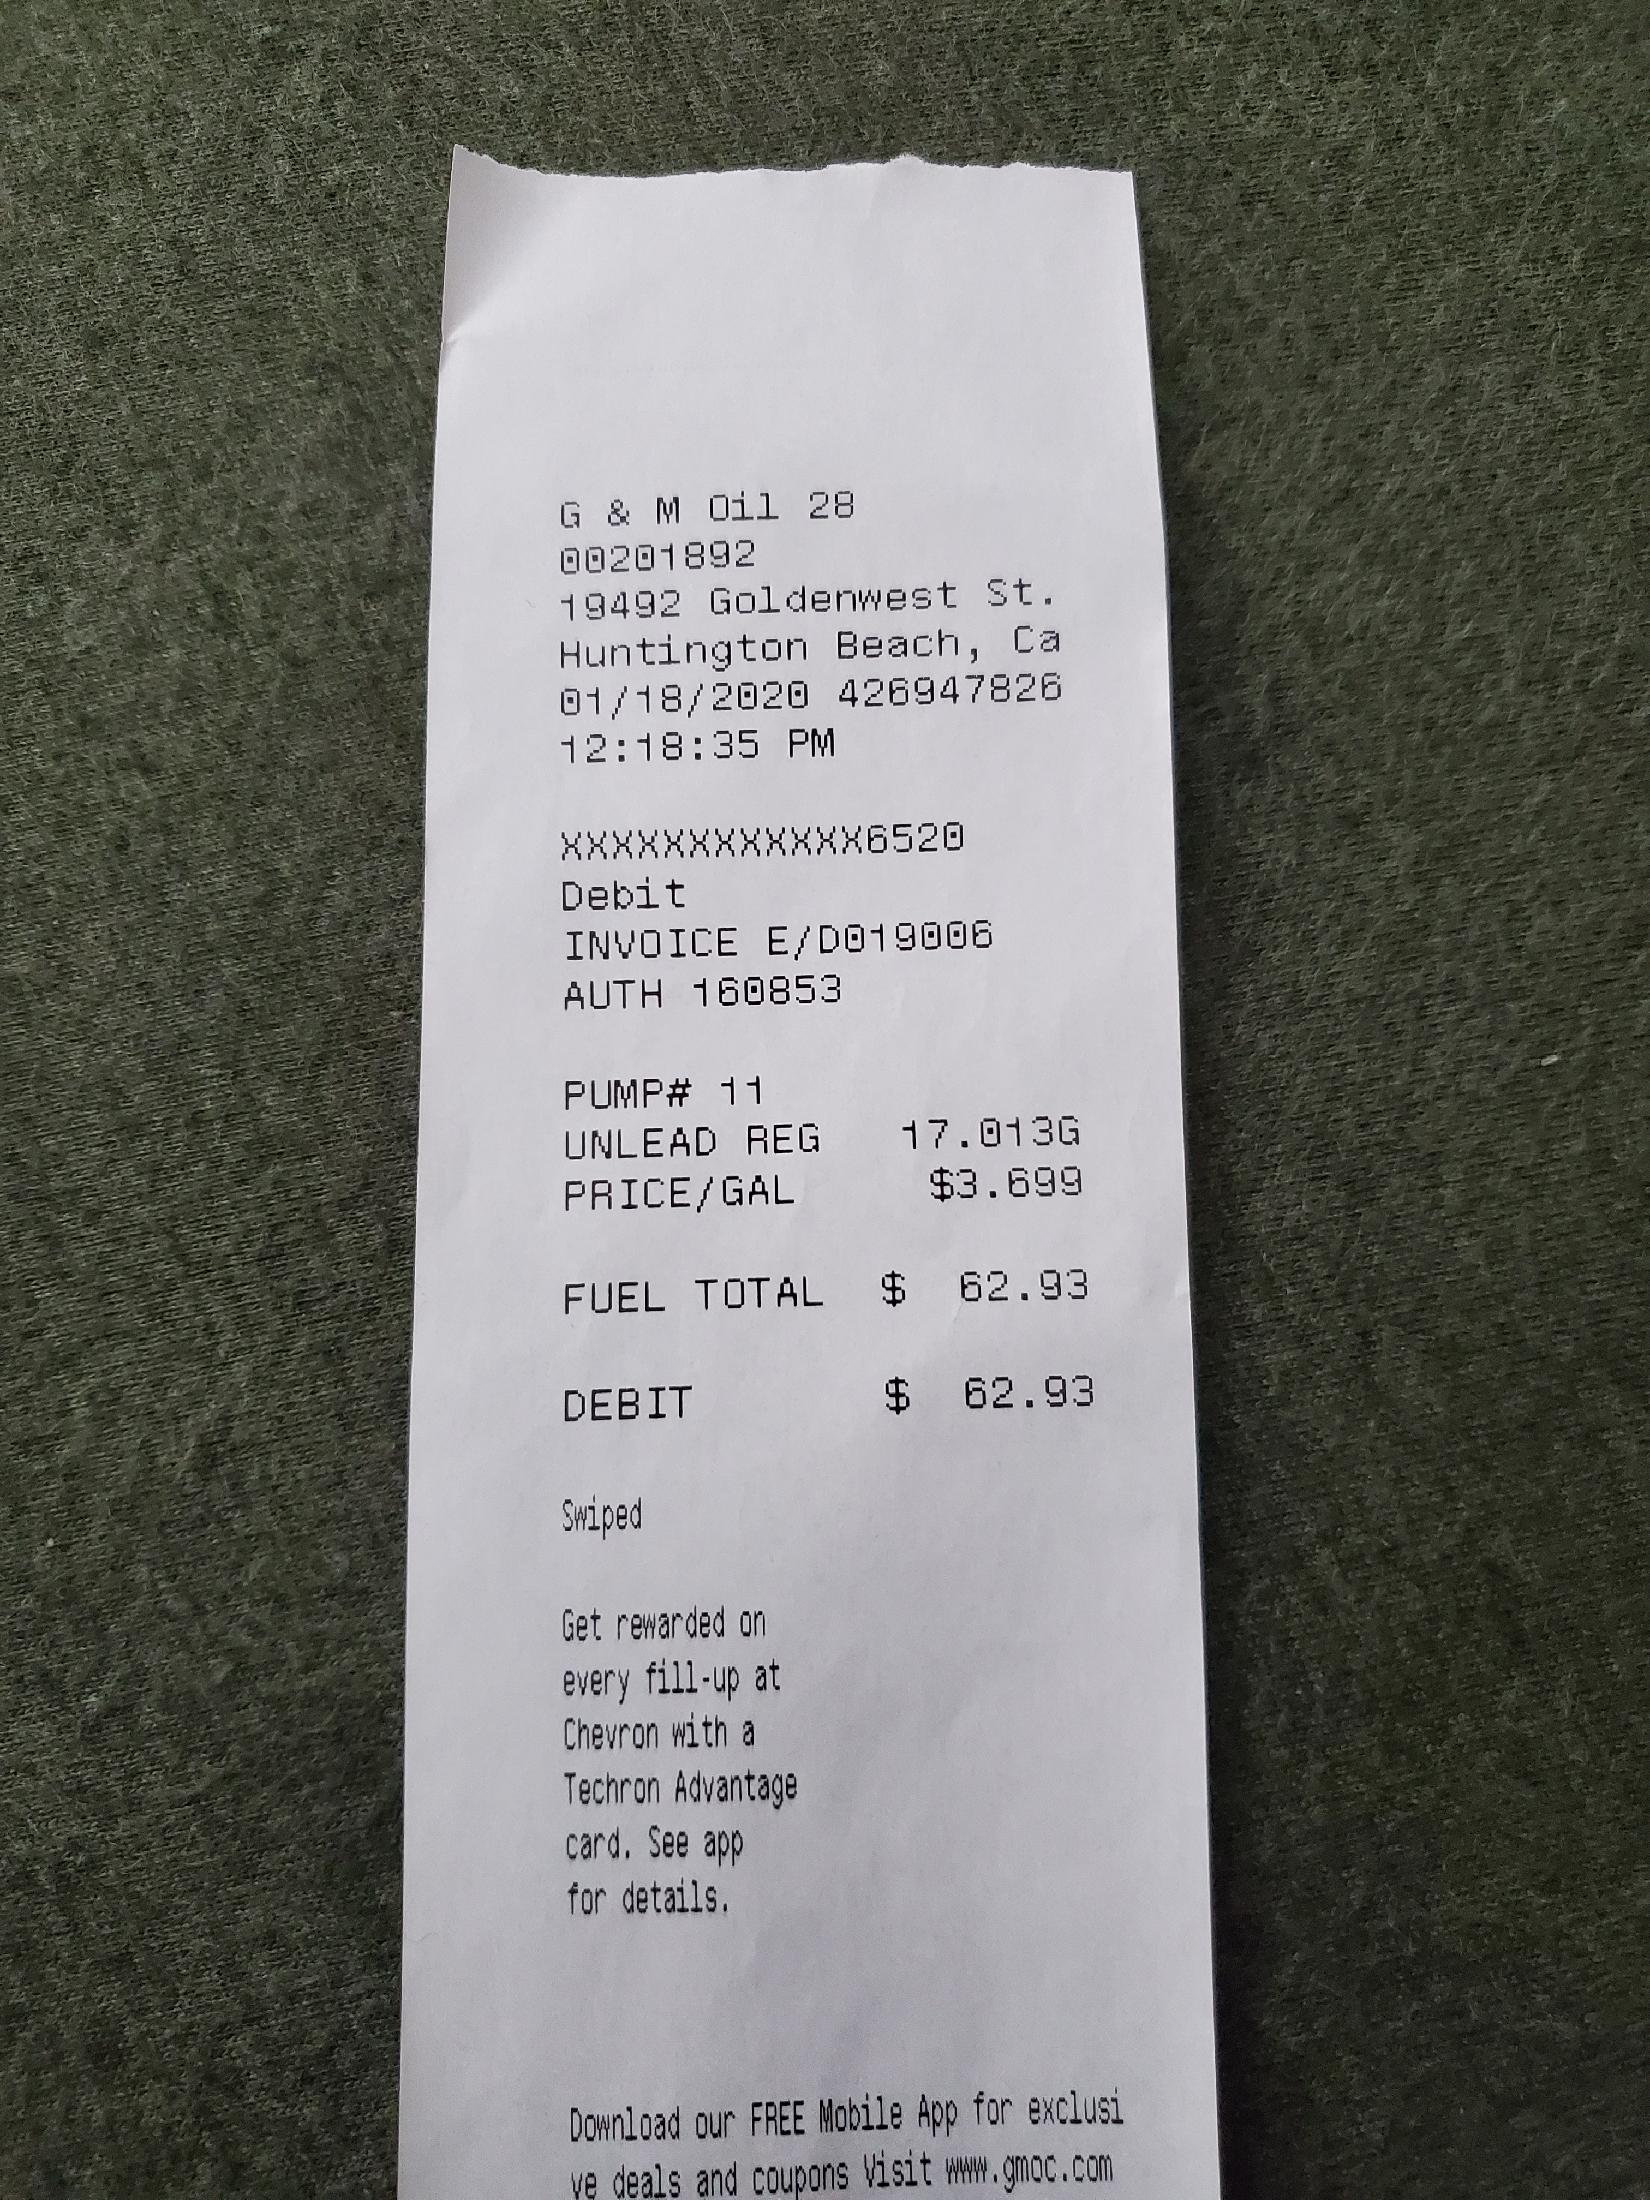 G & M Oil 28
00201892
19492 Goldenwest St.
Huntington Beach, Ca
01/18/2020 426947826
12:18:35 PM
XXXXXXXXXXXX6520
Debit
INVOICE E/D019006
AUTH 160853
PUMP# 11
UNLEAD REG 17.013G
PRICE/GAL $3.699
FUEL TOTAL $ 62.93
DEBIT $ 62.93
Swiped
Get rewarded on
every fill-up at
Chevron with a
Techron Advantage
card. See app
for details.
Download our FREE Mobile App for exclusi
ve deals and coupons Visit www.gmoc.com